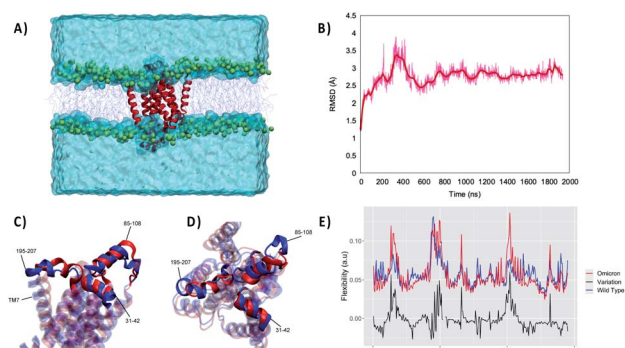 A)
B)
RMSD (Å)
4.5
4
3.5
3
2.5
2
1.5
1
0.5
0
0 200 400 600 800 1000 1200 1400 1600 1800 2000
Time (ns)
C)
85-108
195-207
TM7
31-42
D)
85-108
195-207
31-42
E)
Flexibility (a.u)
0.10
0.05
0.00
Omicron
Variation
Wild Type